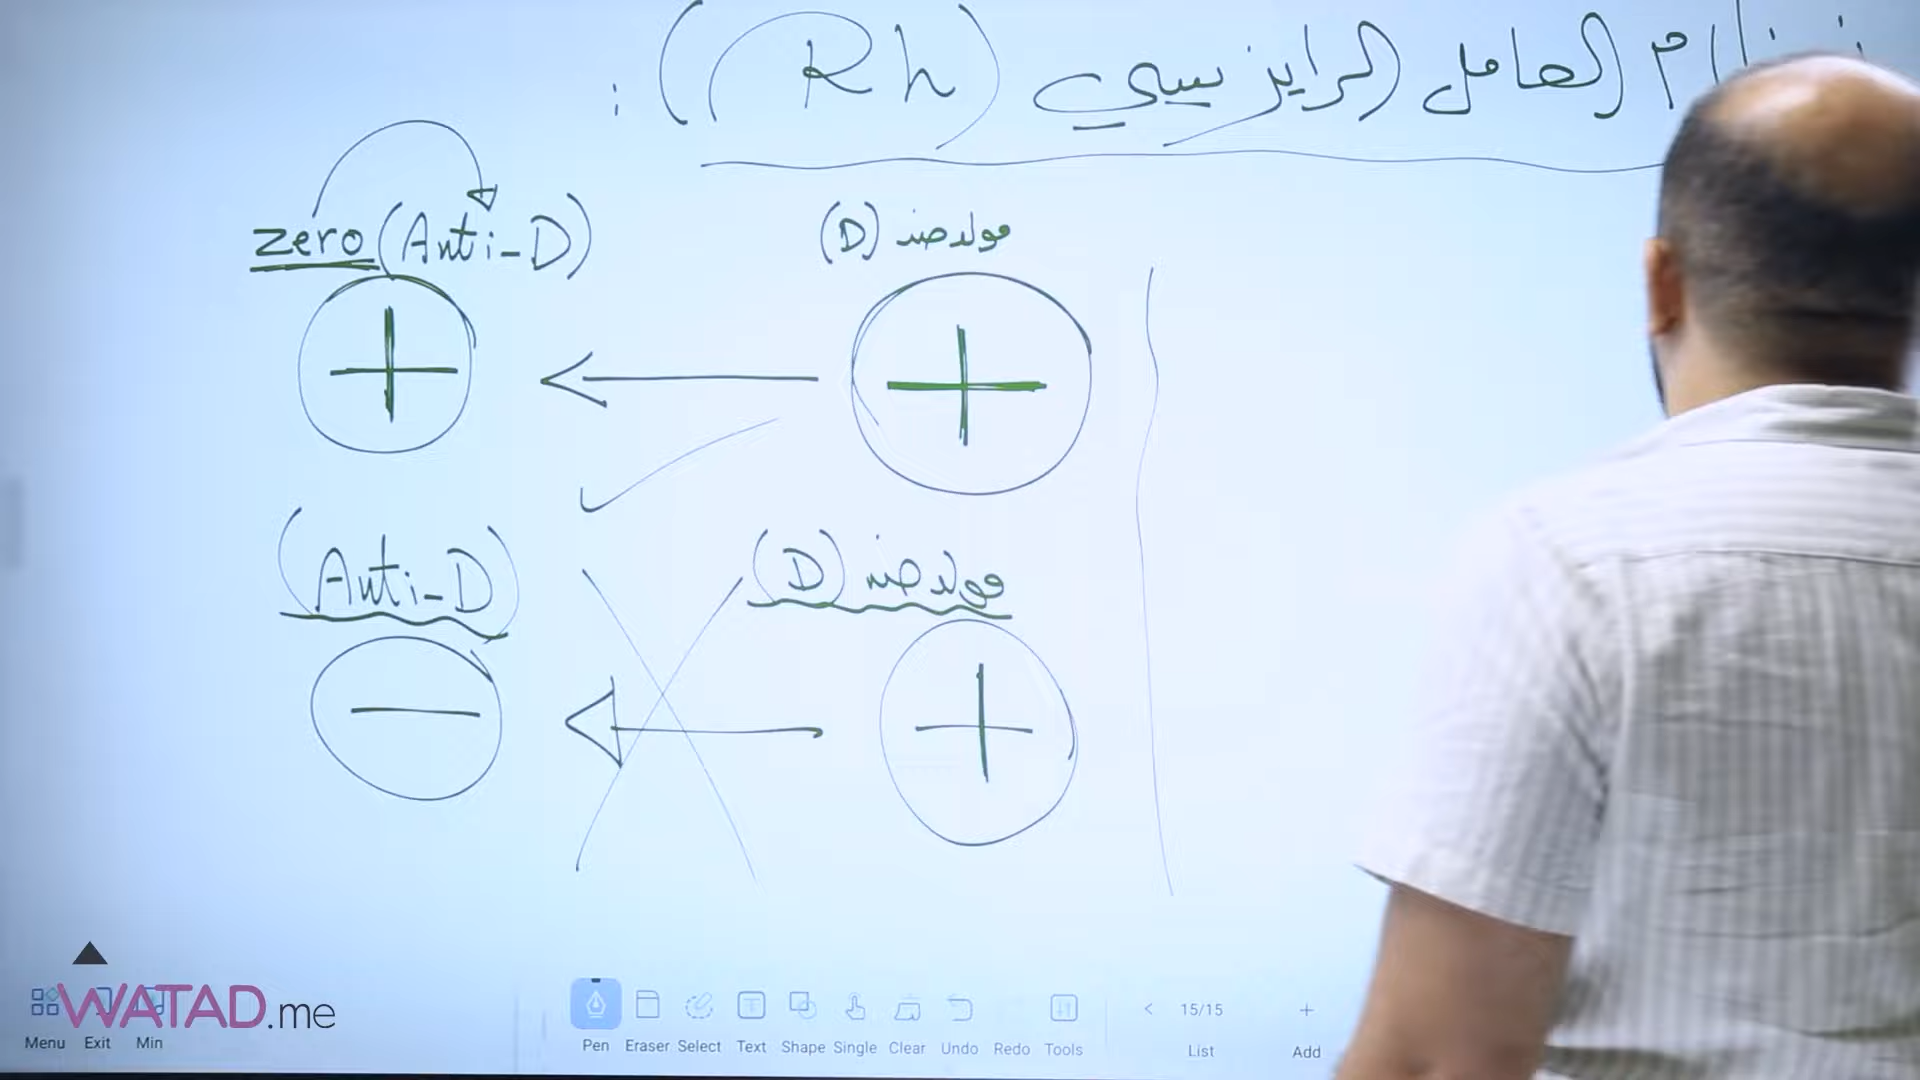 نظام العامل الرايزيسي (Rh) :
مولد ضد (D)
zero (Anti-D)
+
+
مولد ضد (D)
(Anti-D)
+
−
WATAD.me
Menu Exit Min
Pen Eraser Select Text Shape Single Clear Undo Redo Tools
< 15/15 +
List Add